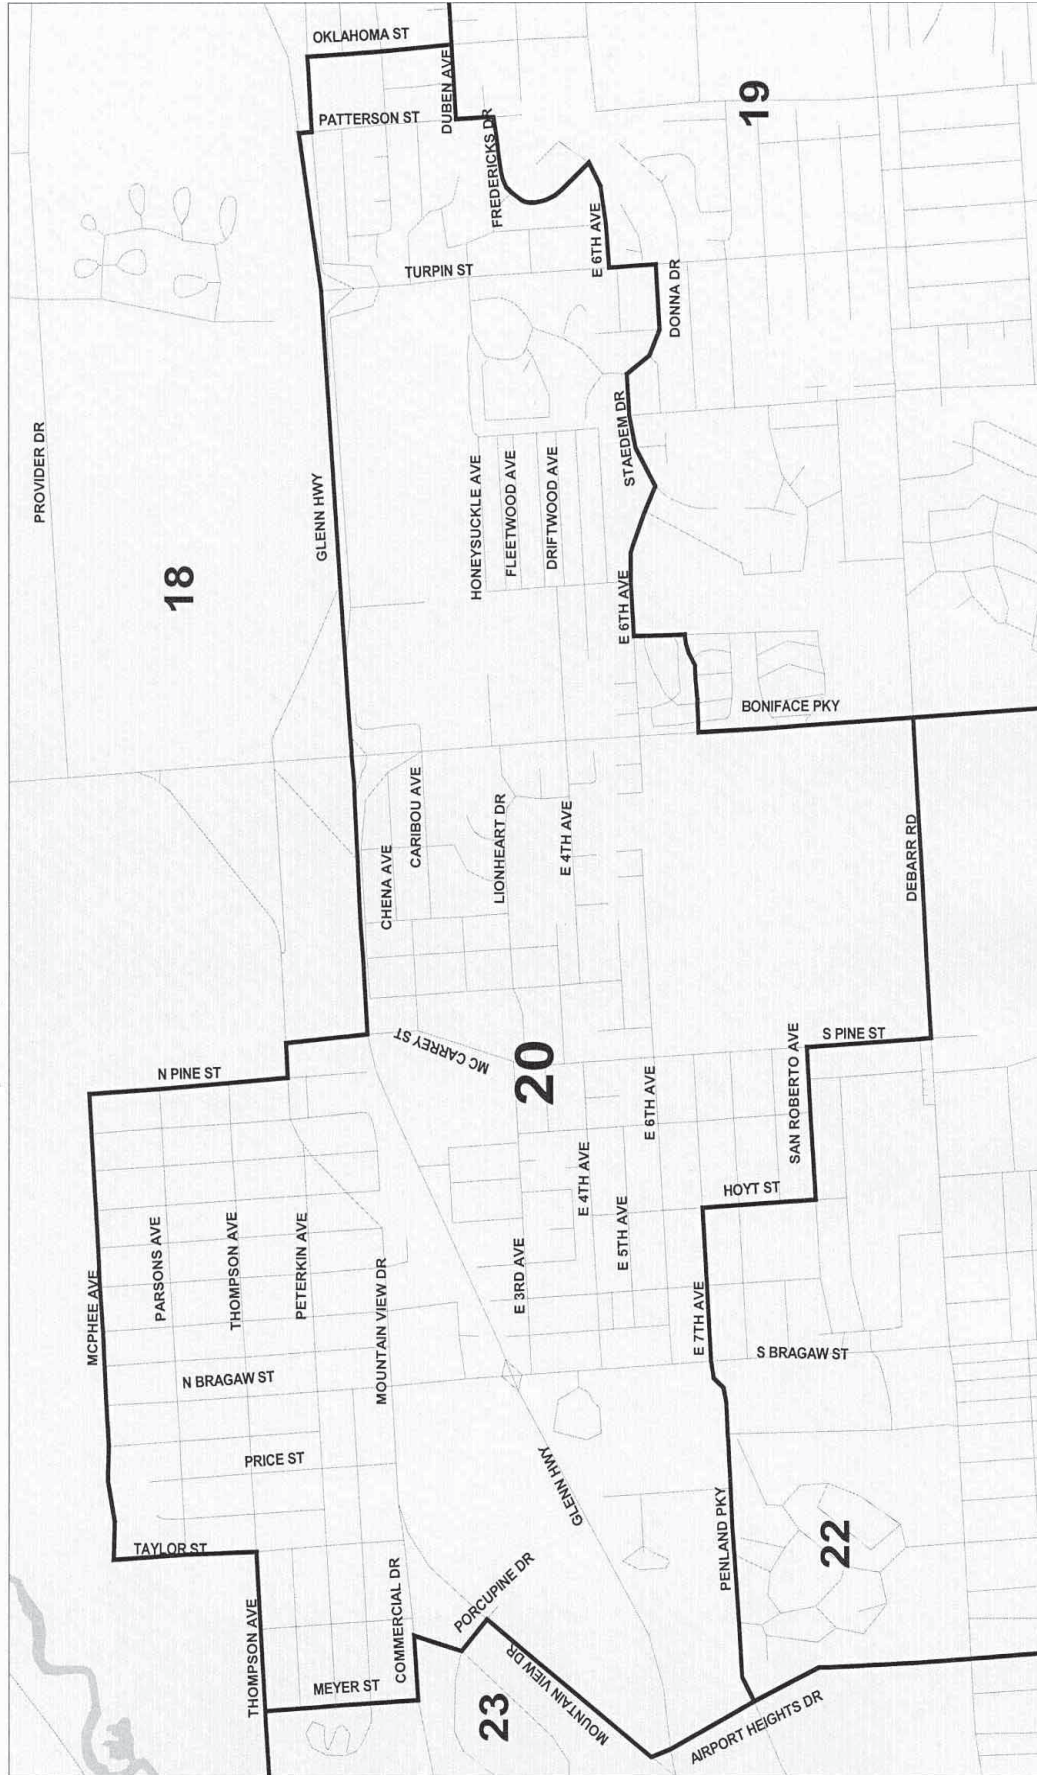 OKLAHOMA ST
PATTERSON ST
DUBEN AVE
FREDERICKS DR
19
TURPIN ST
E 6TH AVE
DONNA DR
PROVIDER DR
18
GLENN HWY
HONEYSUCKLE AVE
FLEETWOOD AVE
DRIFTWOOD AVE
STAEDEM DR
E 6TH AVE
BONIFACE PKY
CHENA AVE
CARIBOU AVE
LIONHEART DR
E 4TH AVE
DEBARR RD
N PINE ST
MC CARREY ST
20
S PINE ST
SAN ROBERTO AVE
E 6TH AVE
E 4TH AVE
E 5TH AVE
HOYT ST
MCPHEE AVE
PARSONS AVE
THOMPSON AVE
PETERKIN AVE
MOUNTAIN VIEW DR
E 3RD AVE
E 7TH AVE
S BRAGAW ST
N BRAGAW ST
PRICE ST
GLENN HWY
PENLAND PKY
22
TAYLOR ST
THOMPSON AVE
COMMERCIAL DR
PORCUPINE DR
MEYER ST
23
MOUNTAIN VIEW DR
AIRPORT HEIGHTS DR